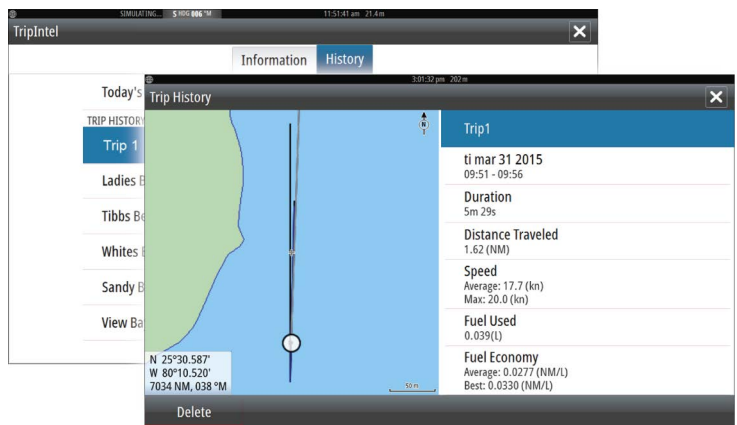 SIMULATING... S HDG 006 °M 11:51:41 am 21.4 m
TripIntel
Information History
Today's
TRIP HISTORY
Trip 1
Ladies
Tibbs
Whites
Sandy
View
3:01:32 pm 202 m
Trip History
N
Trip1
ti mar 31 2015
09:51 - 09:56
Duration
5m 29s
Distance Traveled
1.62 (NM)
Speed
Average: 17.7 (kn)
Max: 20.0 (kn)
Fuel Used
0.039(L)
Fuel Economy
Average: 0.0277 (NM/L)
Best: 0.0330 (NM/L)
N 25°30.587'
W 80°10.520'
7034 NM, 038 °M
50 m
Delete